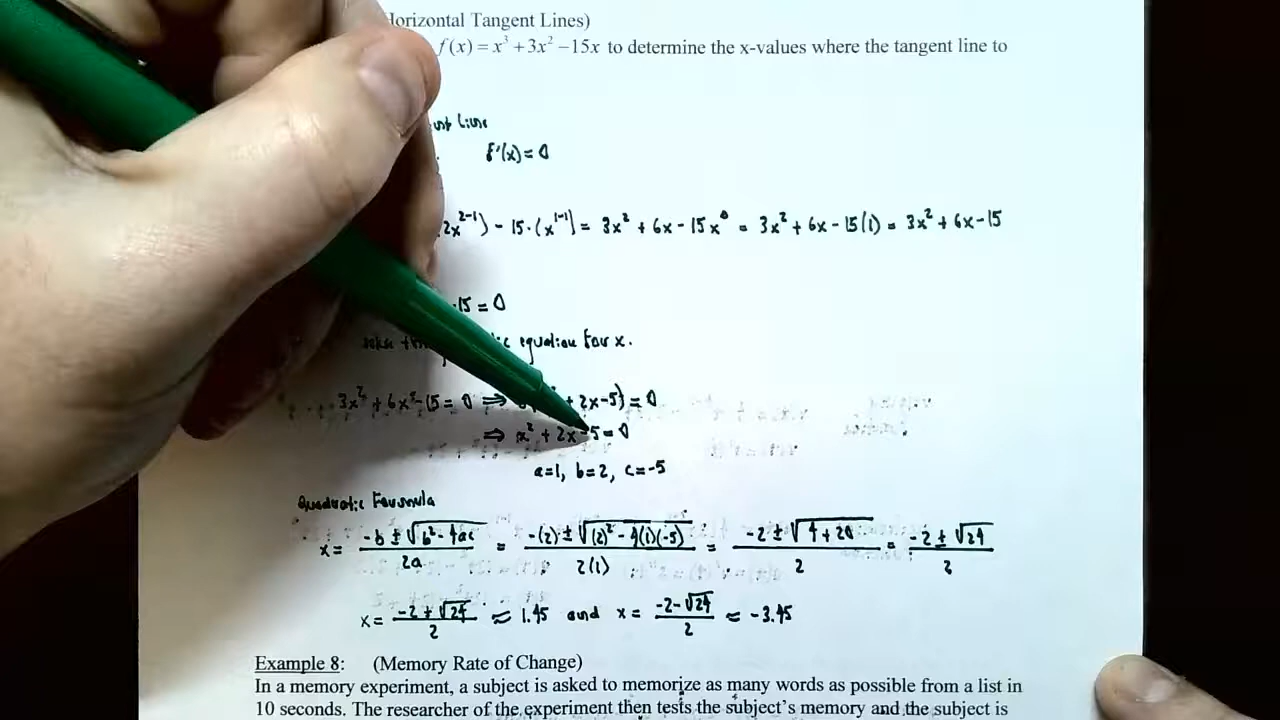 Horizontal Tangent Lines)
f(x) = x³ + 3x² − 15x to determine the x-values where the tangent line to
Line
f'(x) = 0
2x²⁻¹) − 15·(x¹⁻¹) = 3x² + 6x − 15x⁰ = 3x² + 6x − 15(1) = 3x² + 6x − 15
15 = 0
equation for x.
3x² + 6x − 15 = 0 ⇒ + 2x − 5) = 0
⇒ x² + 2x − 5 = 0
a=1, b=2, c=−5
Quadratic Formula
x = (−b ± √(b² − 4ac))/(2a) = (−(2) ± √((2)² − 4(1)(−5)))/(2(1)) = (−2 ± √(4 + 20))/2 = (−2 ± √24)/2
x = (−2 + √24)/2 ≈ 1.45 and x = (−2 − √24)/2 ≈ −3.45
Example 8: (Memory Rate of Change)
In a memory experiment, a subject is asked to memorize as many words as possible from a list in
10 seconds. The researcher of the experiment then tests the subject's memory and the subject is